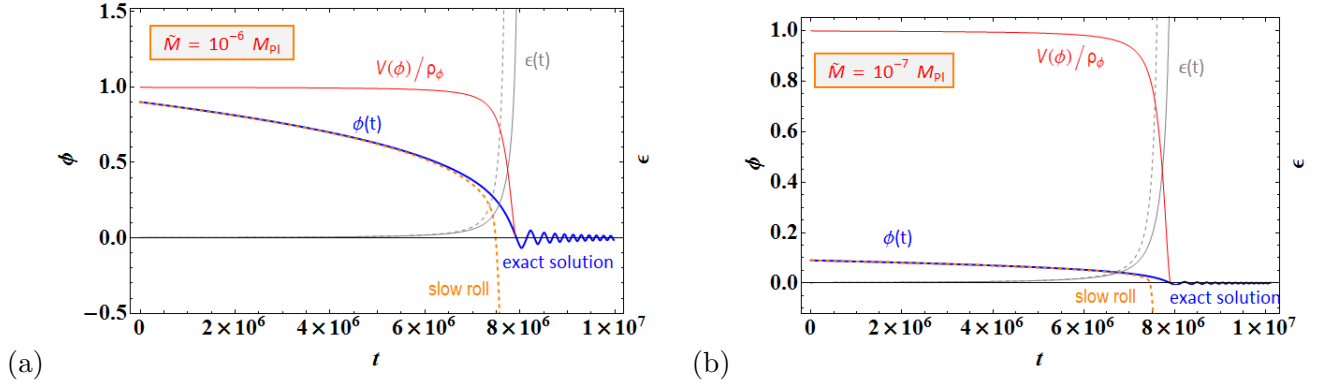 M̃ = 10⁻⁶ M_Pl
V(ϕ)/ρ_ϕ
ϵ(t)
ϕ(t)
exact solution
slow roll
1.5
1.0
0.5
0.0
−0.5
ϕ
ϵ
0 2×10⁶ 4×10⁶ 6×10⁶ 8×10⁶ 1×10⁷
t
(a)
M̃ = 10⁻⁷ M_Pl
V(ϕ)/ρ_ϕ
ϵ(t)
ϕ(t)
slow roll exact solution
1.0
0.8
0.6
0.4
0.2
0.0
ϕ
ϵ
0 2×10⁶ 4×10⁶ 6×10⁶ 8×10⁶ 1×10⁷
t
(b)